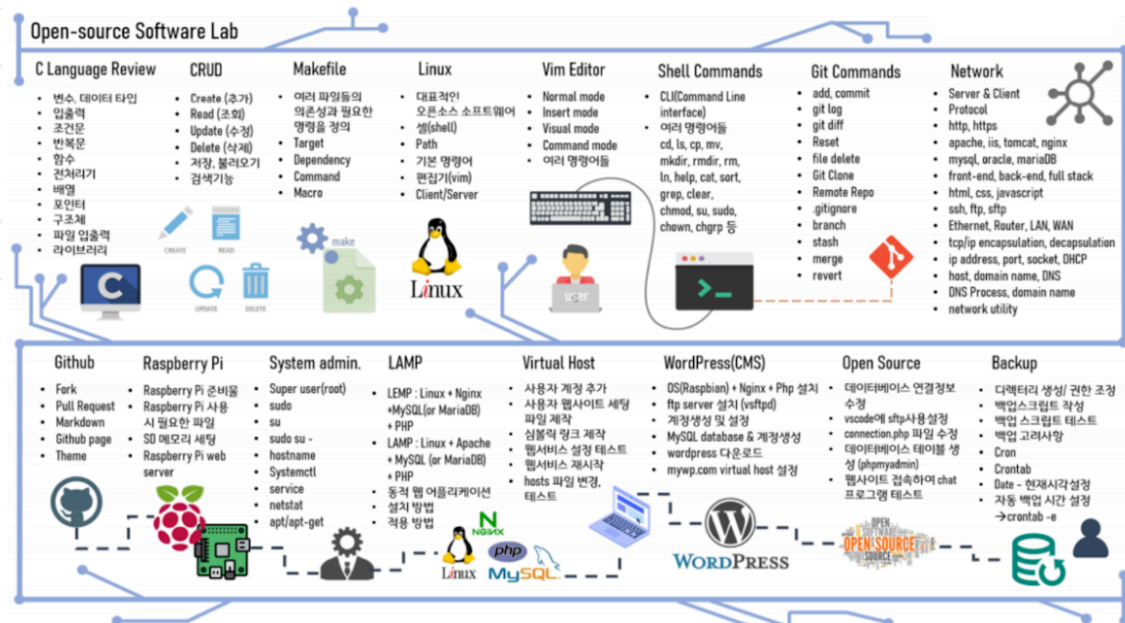 Open-source Software Lab
C Language Review
• 변수, 데이터 타입
• 입출력
• 조건문
• 반복문
• 함수
• 전처리기
• 배열
• 포인터
• 구조체
• 파일 입출력
• 라이브러리
C
CRUD
• Create (추가)
• Read (조회)
• Update (수정)
• Delete (삭제)
• 저장, 불러오기
• 검색기능
CREATE
READ
UPDATE
DELETE
Makefile
• 여러 파일들의
의존성과 필요한
명령을 정의
• Target
• Dependency
• Command
• Macro
make
Linux
• 대표적인
오픈소스 소프트웨어
• 셸(shell)
• Path
• 기본 명령어
• 편집기(vim)
• Client/Server
Linux
Vim Editor
• Normal mode
• Insert mode
• Visual mode
• Command mode
• 여러 명령어들
user
Shell Commands
• CLI(Command Line
interface)
• 여러 명령어들
cd, ls, cp, mv,
mkdir, rmdir, rm,
ln, help, cat, sort,
grep, clear,
chmod, su, sudo,
chown, chgrp 등
Git Commands
• add, commit
• git log
• git diff
• Reset
• file delete
• Git Clone
• Remote Repo
• .gitignore
• branch
• stash
• merge
• revert
Network
• Server & Client
• Protocol
• http, https
• apache, iis, tomcat, nginx
• mysql, oracle, mariaDB
• front-end, back-end, full stack
• html, css, javascript
• ssh, ftp, sftp
• Ethernet, Router, LAN, WAN
• tcp/ip encapsulation, decapsulation
• ip address, port, socket, DHCP
• host, domain name, DNS
• DNS Process, domain name
• network utility
Github
• Fork
• Pull Request
• Markdown
• Github page
• Theme
Raspberry Pi
• Raspberry Pi 준비물
• Raspberry Pi 사용
시 필요한 파일
• SD 메모리 세팅
• Raspberry Pi web
server
System admin.
• Super user(root)
• sudo
• su
• sudo su -
• hostname
• Systemctl
• service
• netstat
• apt/apt-get
LAMP
• LEMP : Linux + Nginx
+MySQL(or MariaDB)
+ PHP
• LAMP : Linux + Apache
+ MySQL (or MariaDB)
+ PHP
• 동적 웹 어플리케이션
• 설치 방법
• 적용 방법
Linux
NGINX
php
MySQL
Virtual Host
• 사용자 계정 추가
• 사용자 웹사이트 세팅
파일 제작
• 심볼릭 링크 제작
• 웹서비스 설정 테스트
• 웹서비스 재시작
• hosts 파일 변경,
테스트
WordPress(CMS)
• OS(Raspbian) + Nginx + Php 설치
• ftp server 설치 (vsftpd)
• 계정생성 및 설정
• MySQL database & 계정생성
• wordpress 다운로드
• mywp.com virtual host 설정
WORDPRESS
Open Source
• 데이터베이스 연결정보
수정
• vscode에 sftp사용설정
• connection.php 파일 수정
• 데이터베이스 테이블 생
성 (phpmyadmin)
• 웹사이트 접속하여 chat
프로그램 테스트
OPEN
SOFTWARE
OPEN SOURCE
SOURCE
Backup
• 디렉터리 생성/ 권한 조정
• 백업스크립트 작성
• 백업 스크립트 테스트
• 백업 고려사항
• Cron
• Crontab
• Date - 현재시각설정
• 자동 백업 시간 설정
→crontab -e